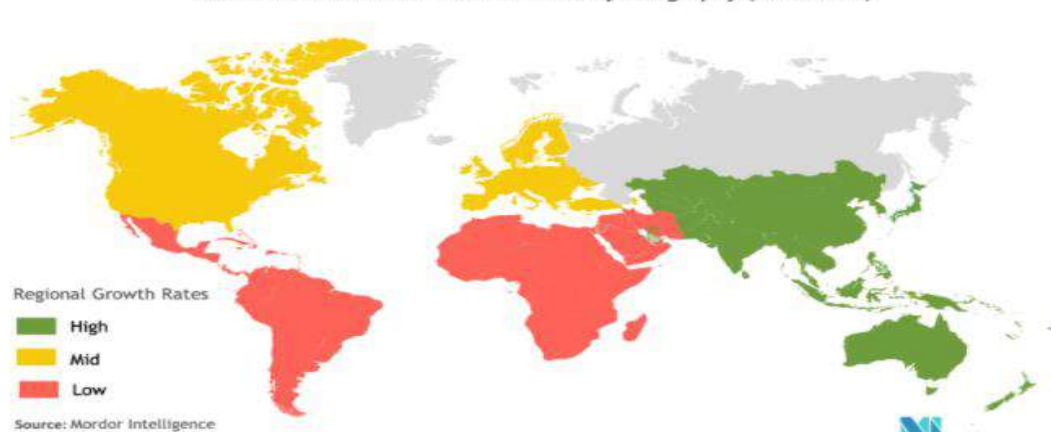 Regional Growth Rates
High
Mid
Low
Source: Mordor Intelligence